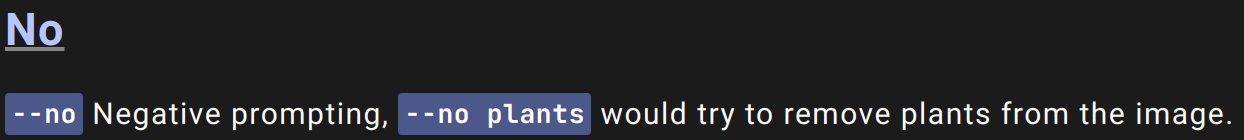 No
--no Negative prompting, --no plants would try to remove plants from the image.